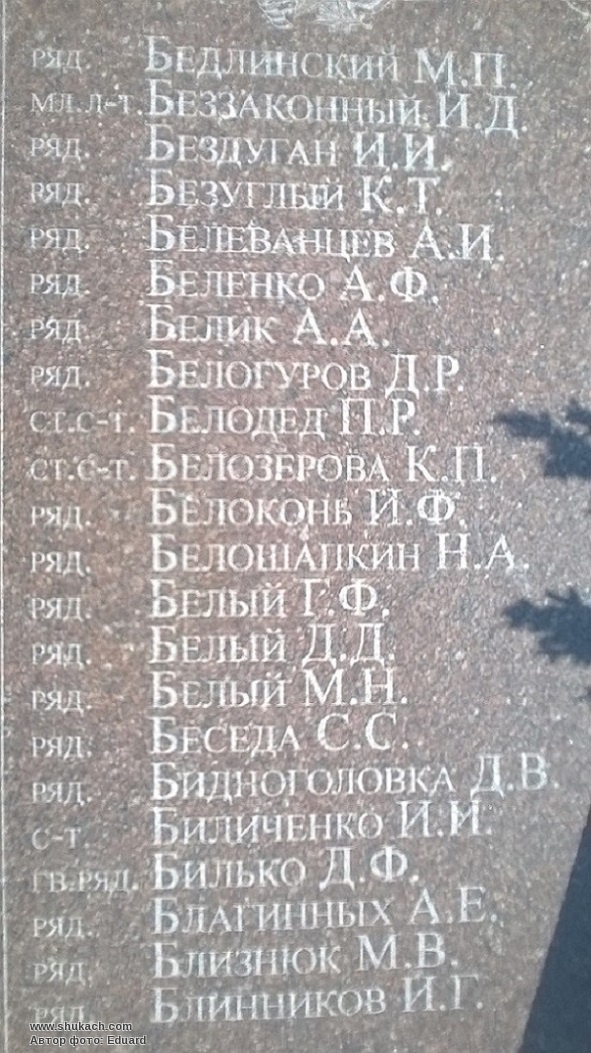 РЯД. БЕДЛИНСКИЙ М.П.
МЛ.Л-Т. БЕЗЗАКОННЫЙ И.Д.
РЯД. БЕЗДУГАН И.И.
РЯД. БЕЗУГЛЫЙ К.Т.
РЯД. БЕЛЕВАНЦЕВ А.И.
РЯД. БЕЛЕНКО А.Ф.
РЯД. БЕЛИК А.А.
РЯД. БЕЛОГУРОВ Д.Р.
СТ.С-Т. БЕЛОДЕД П.Р.
СТ.С-Т. БЕЛОЗЕРОВА К.П.
РЯД. БЕЛОКОНЬ И.Ф.
РЯД. БЕЛОШАПКИН Н.А.
РЯД. БЕЛЫЙ Г.Ф.
РЯД. БЕЛЫЙ Д.Д.
РЯД. БЕЛЫЙ М.Н.
РЯД. БЕСЕДА С.С.
РЯД. БИДНОГОЛОВКА Д.В.
С-Т. БИЛИЧЕНКО И.И.
ГВ.РЯД. БИЛЬКО Д.Ф.
РЯД. БЛАГИННЫХ А.Е.
РЯД. БЛИЗНЮК М.В.
РЯД. БЛИННИКОВ И.Г.
www.shukach.com
Автор фото: Eduard